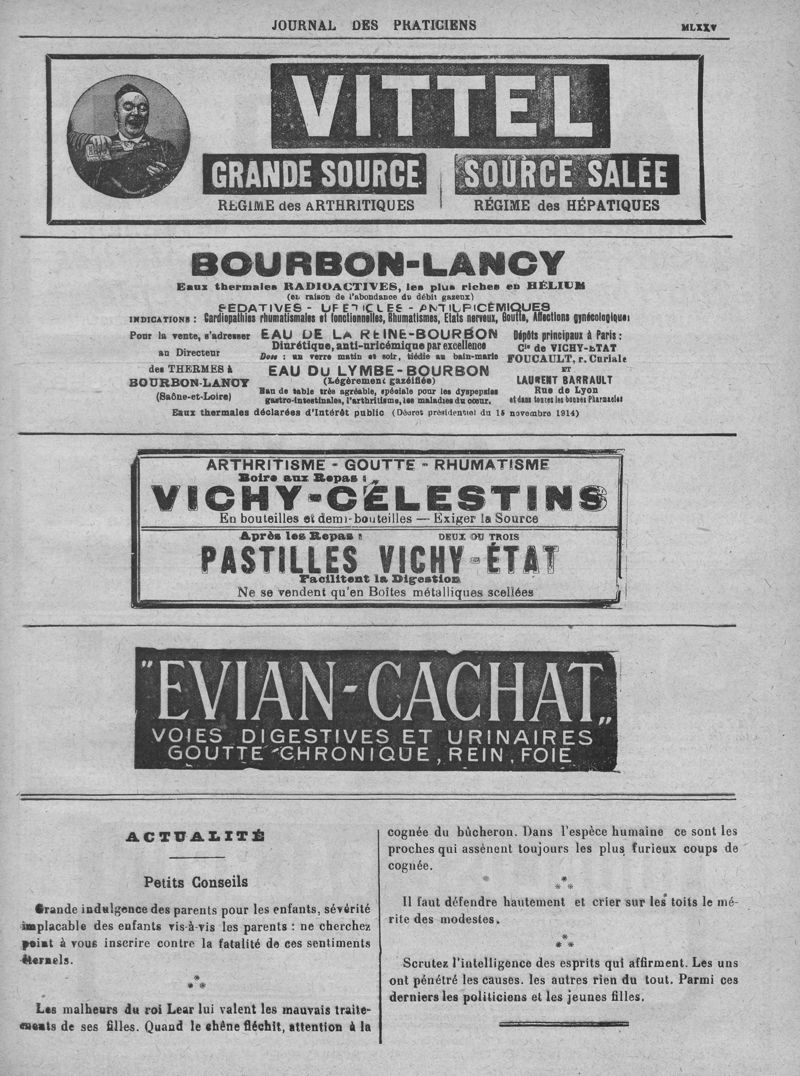 JOURNAL DES PRATICIENS
MLXXV
VITTEL
GRANDE SOURCE
RÉGIME des ARTHRITIQUES
SOURCE SALÉE
RÉGIME des HÉPATIQUES
BOURBON-LANCY
Eaux thermales RADIOACTIVES, les plus riches en HÉLIUM
(en raison de l'abondance du débit gazeux)
SÉDATIVES -
INDICATIONS : Cardiopathies rhumatismales et fonctionnelles, Rhumatismes, Etats nerveux, Goutte, Affections gynécologiques
Pour la vente, s'adresser
au Directeur
des THERMES à
BOURBON-LANCY
(Saône-et-Loire)
EAU DE LA REINE-BOURBON
Diurétique, anti-uricémique par excellence
Dose : un verre matin et soir, tiédie au bain-marie
EAU DU LYMBE-BOURBON
(Légèrement gazéifiée)
Eau de table très agréable, spéciale pour les dyspepsies
gastro-intestinales, l'arthritisme, les maladies du cœur.
Dépôts principaux à Paris :
Cie de VICHY-ETAT
FOUCAULT, r. Curiale
ET
LAURENT BARRAULT
Rue de Lyon
et dans toutes les bonnes Pharmacies
Eaux thermales déclarées d'Intérêt public (Décret présidentiel du 15 novembre 1914)
ARTHRITISME - GOUTTE - RHUMATISME
Boire aux Repas :
VICHY-CÉLESTINS
En bouteilles et demi-bouteilles — Exiger la Source
Après les Repas : DEUX OU TROIS
PASTILLES VICHY-ÉTAT
Facilitent la Digestion
Ne se vendent qu'en Boîtes métalliques scellées
"EVIAN-CACHAT„
VOIES DIGESTIVES ET URINAIRES
GOUTTE CHRONIQUE, REIN, FOIE
ACTUALITÉ
Petits Conseils
Grande indulgence des parents pour les enfants, sévérité
implacable des enfants vis-à-vis les parents : ne cherchez
point à vous inscrire contre la fatalité de ces sentiments
éternels.
* * *
Les malheurs du roi Lear lui valent les mauvais traite-
ments de ses filles. Quand le chêne fléchit, attention à la
cognée du bûcheron. Dans l'espèce humaine ce sont les
proches qui assènent toujours les plus furieux coups de
cognée.
* * *
Il faut défendre hautement et crier sur les toits le mé-
rite des modestes.
* * *
Scrutez l'intelligence des esprits qui affirment. Les uns
ont pénétré les causes. les autres rien du tout. Parmi ces
derniers les politiciens et les jeunes filles.